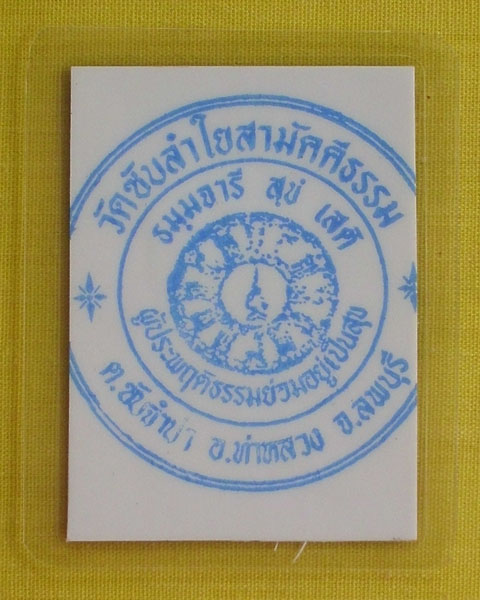 วัดซับลำใยสามัคคีธรรม
ธมฺมจารี สุขํ เสติ
ผู้ประพฤติธรรมย่อมอยู่เป็นสุข
ต.ซับจำปา อ.ท่าหลวง จ.ลพบุรี